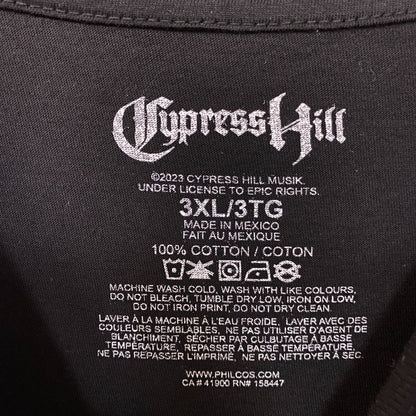 Cypress Hill
©2023 CYPRESS HILL MUSIK.
UNDER LICENSE TO EPIC RIGHTS.
3XL/3TG
MADE IN MEXICO
FAIT AU MEXIQUE
100% COTTON / COTON
MACHINE WASH COLD, WASH WITH LIKE COLOURS,
DO NOT BLEACH, TUMBLE DRY LOW, IRON ON LOW,
DO NOT IRON PRINT, DO NOT DRY CLEAN.
LAVER À LA MACHINE À L'EAU FROIDE, LAVER AVEC DES
COULEURS SEMBLABLES, NE PAS UTILISER D'AGENT DE
BLANCHIMENT, SÉCHER PAR CULBUTAGE À BASSE
TEMPÉRATURE, REPASSER À BASSE TEMPÉRATURE,
NE PAS REPASSER L'IMPRIMÉ, NE PAS NETTOYER À SEC.
WWW.PHILCOS.COM
CA# 41900 RN# 158447